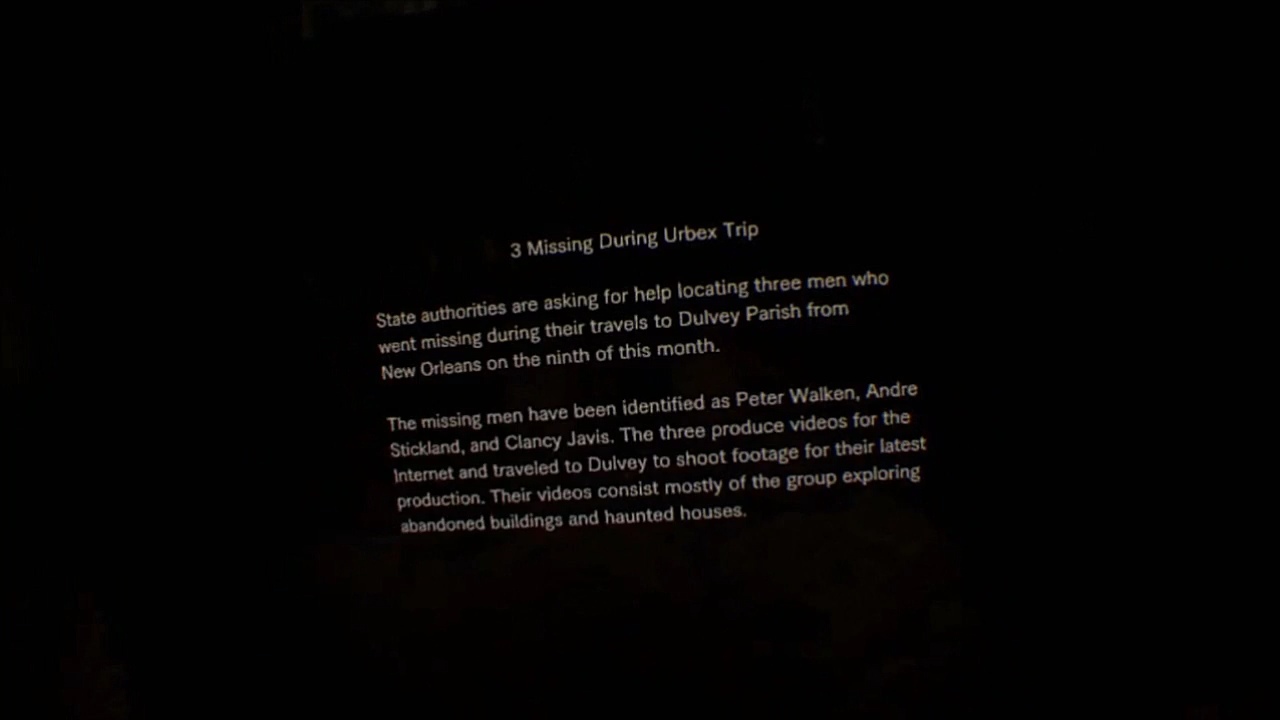 3 Missing During Urbex Trip
State authorities are asking for help locating three men who
went missing during their travels to Dulvey Parish from
New Orleans on the ninth of this month.
The missing men have been identified as Peter Walken, Andre
Stickland, and Clancy Javis. The three produce videos for the
Internet and traveled to Dulvey to shoot footage for their latest
production. Their videos consist mostly of the group exploring
abandoned buildings and haunted houses.